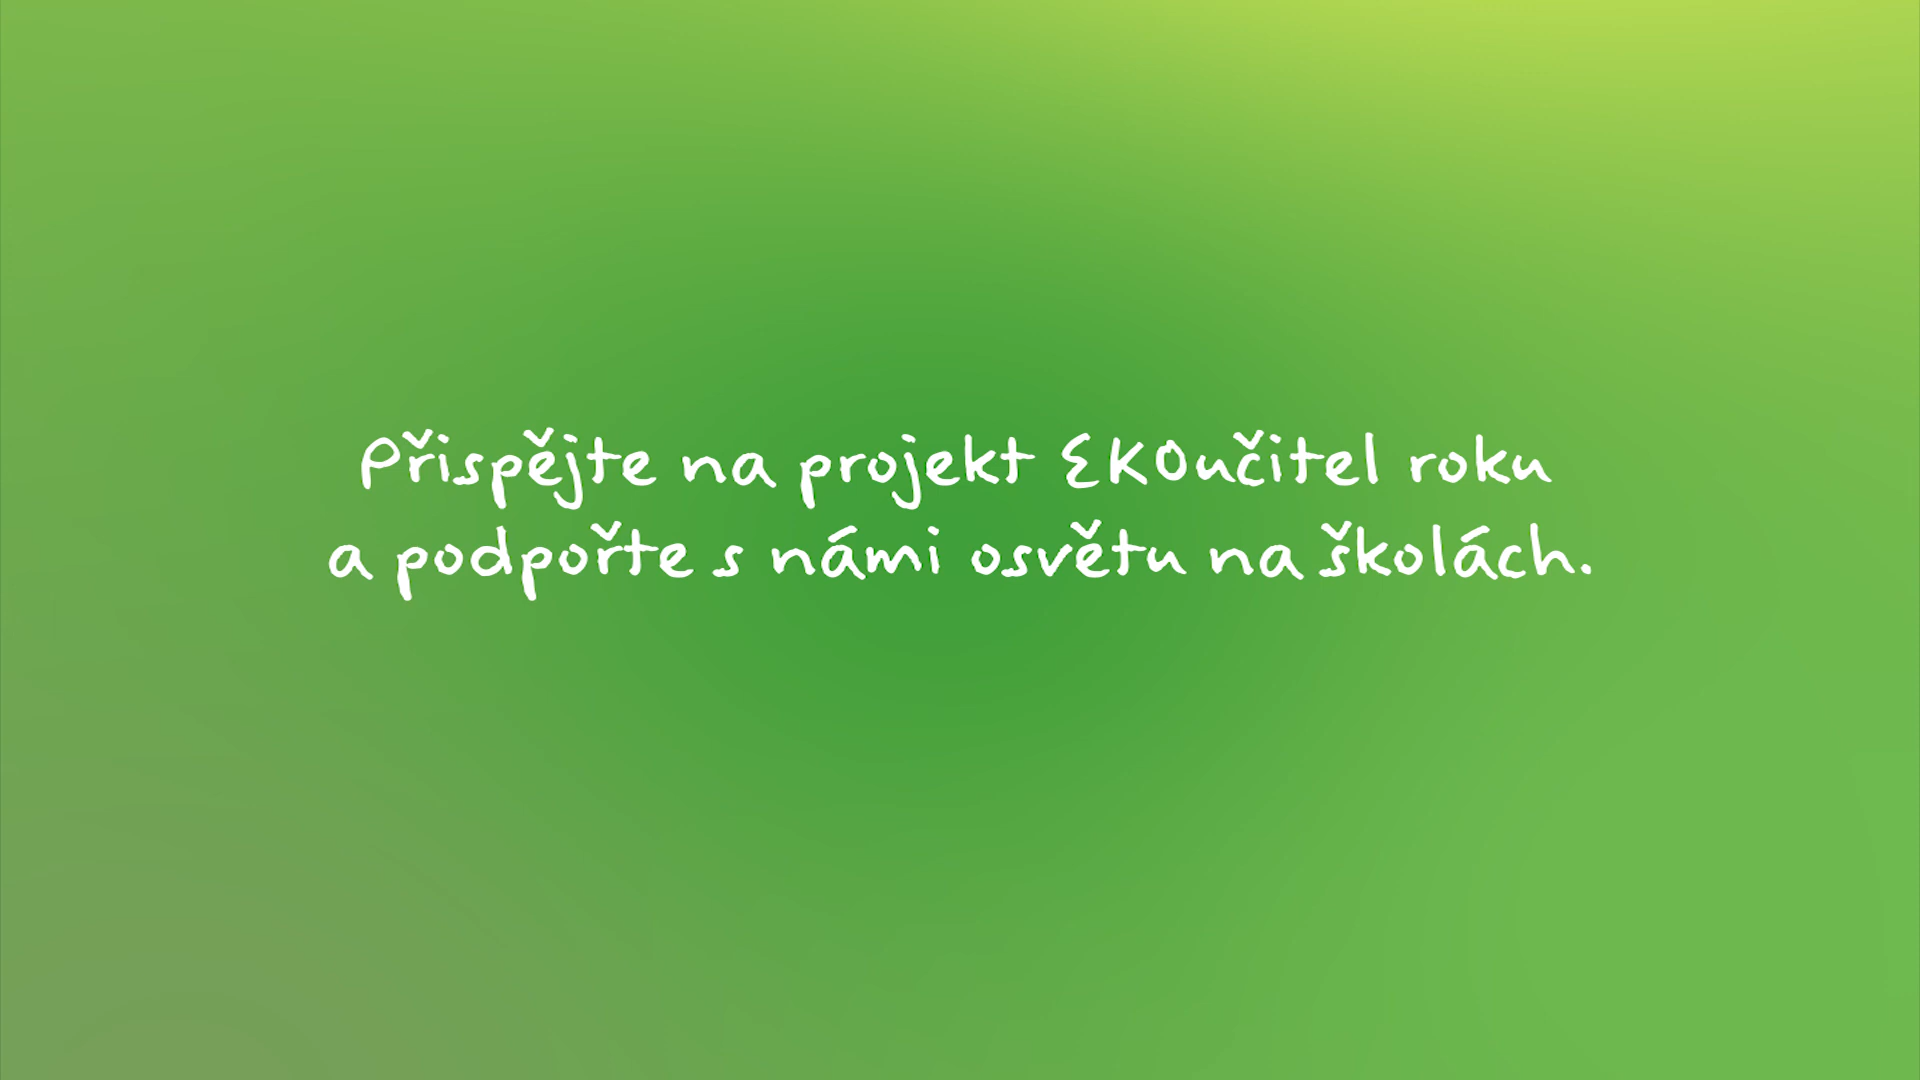 Přispějte na projekt EKOučitel roku
a podpořte s námi osvětu na školách.